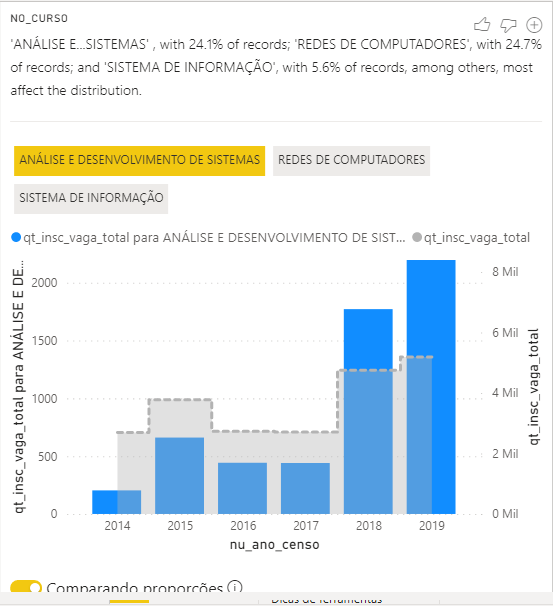 NO_CURSO
'ANÁLISE E...SISTEMAS' , with 24.1% of records; 'REDES DE COMPUTADORES', with 24.7%
of records; and 'SISTEMA DE INFORMAÇÃO', with 5.6% of records, among others, most
affect the distribution.
ANÁLISE E DESENVOLVIMENTO DE SISTEMAS
REDES DE COMPUTADORES
SISTEMA DE INFORMAÇÃO
qt_insc_vaga_total para ANÁLISE E DESENVOLVIMENTO DE SIST...
qt_insc_vaga_total
qt_insc_vaga_total para ANÁLISE E DE...
2000
1500
1000
500
0
8 Mil
6 Mil
4 Mil
2 Mil
0 Mil
qt_insc_vaga_total
2014
2015
2016
2017
2018
2019
nu_ano_censo
Comparando proporções
Dicas de ferramentas